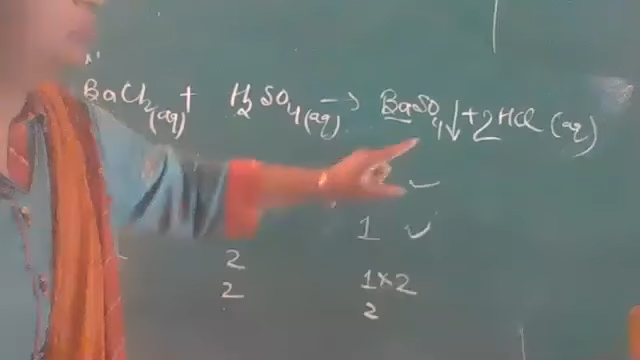 BaCl2(aq) + H2SO4(aq) → BaSO4↓ + 2HCl (aq)
✓
1 ✓
2 1×2
2 2